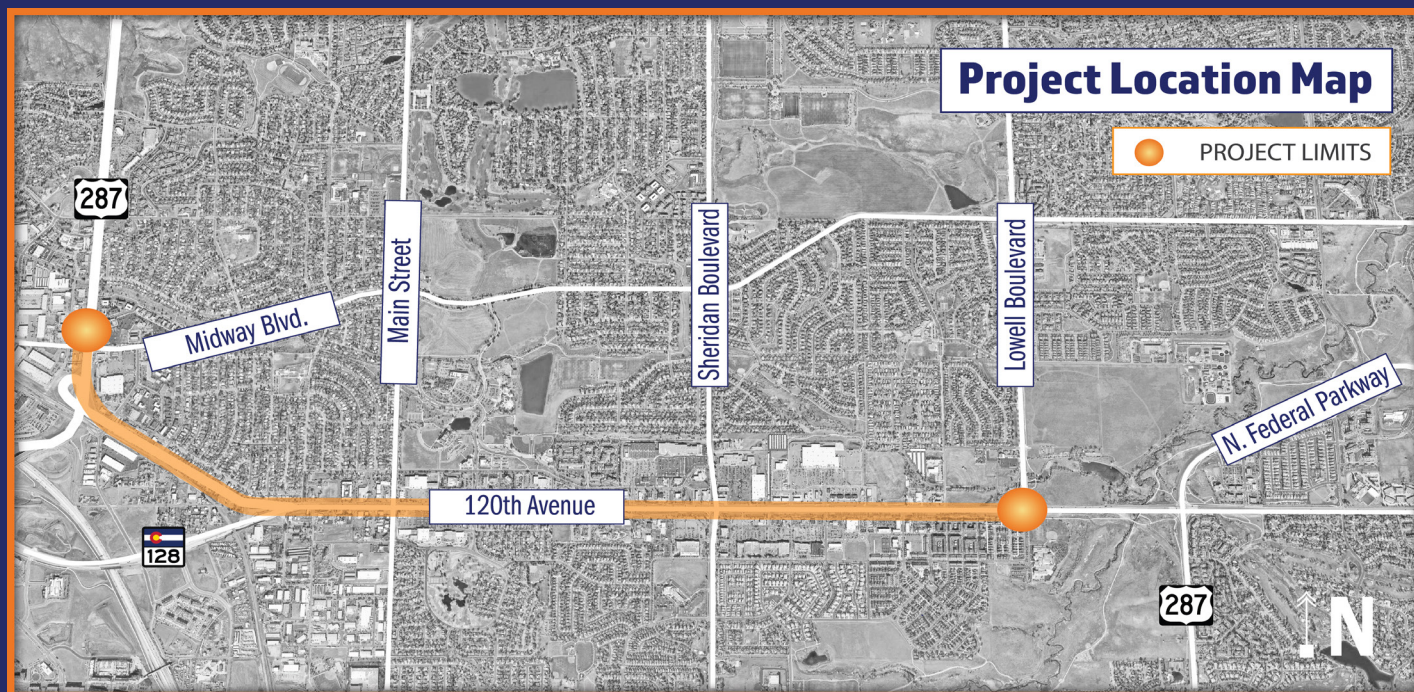 Project Location Map
PROJECT LIMITS
287
Midway Blvd.
Main Street
Sheridan Boulevard
Lowell Boulevard
N. Federal Parkway
120th Avenue
128
287
N